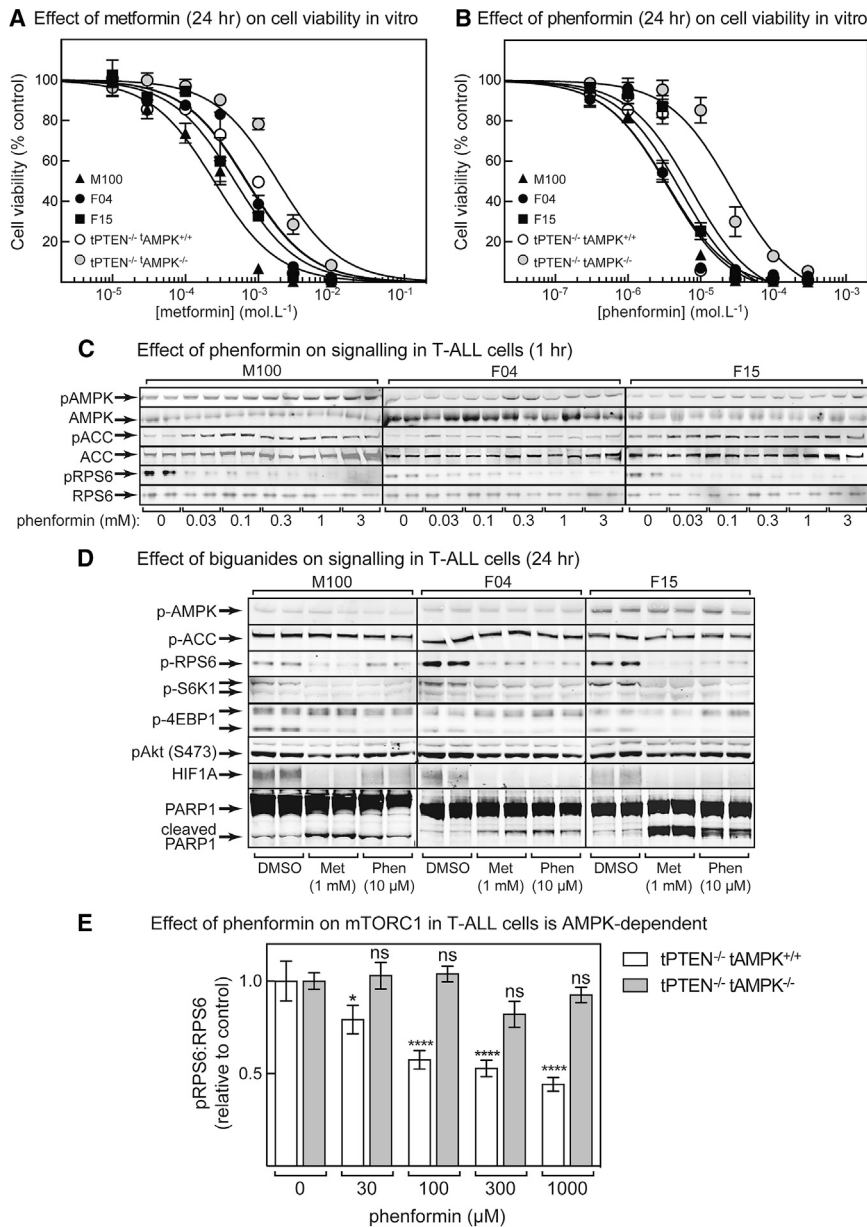 A Effect of metformin (24 hr) on cell viability in vitro
Cell viability (% control)
100
80
60
40
20
M100
F04
F15
tPTEN⁻/⁻ tAMPK⁺/⁺
tPTEN⁻/⁻ tAMPK⁻/⁻
10⁻⁵ 10⁻⁴ 10⁻³ 10⁻² 10⁻¹
[metformin] (mol.L⁻¹)
B Effect of phenformin (24 hr) on cell viability in vitro
Cell viability (% control)
100
80
60
40
20
M100
F04
F15
tPTEN⁻/⁻ tAMPK⁺/⁺
tPTEN⁻/⁻ tAMPK⁻/⁻
10⁻⁷ 10⁻⁶ 10⁻⁵ 10⁻⁴ 10⁻³
[phenformin] (mol.L⁻¹)
C Effect of phenformin on signalling in T-ALL cells (1 hr)
M100 F04 F15
pAMPK
AMPK
pACC
ACC
pRPS6
RPS6
phenformin (mM): 0 0.03 0.1 0.3 1 3 0 0.03 0.1 0.3 1 3 0 0.03 0.1 0.3 1 3
D Effect of biguanides on signalling in T-ALL cells (24 hr)
M100 F04 F15
p-AMPK
p-ACC
p-RPS6
p-S6K1
p-4EBP1
pAkt (S473)
HIF1A
PARP1
cleaved
PARP1
DMSO Met Phen DMSO Met Phen DMSO Met Phen
(1 mM) (10 µM) (1 mM) (10 µM) (1 mM) (10 µM)
E Effect of phenformin on mTORC1 in T-ALL cells is AMPK-dependent
pRPS6:RPS6
(relative to control)
1.0
0.5
* ns **** ns **** ns **** ns
tPTEN⁻/⁻ tAMPK⁺/⁺
tPTEN⁻/⁻ tAMPK⁻/⁻
0 30 100 300 1000
phenformin (µM)